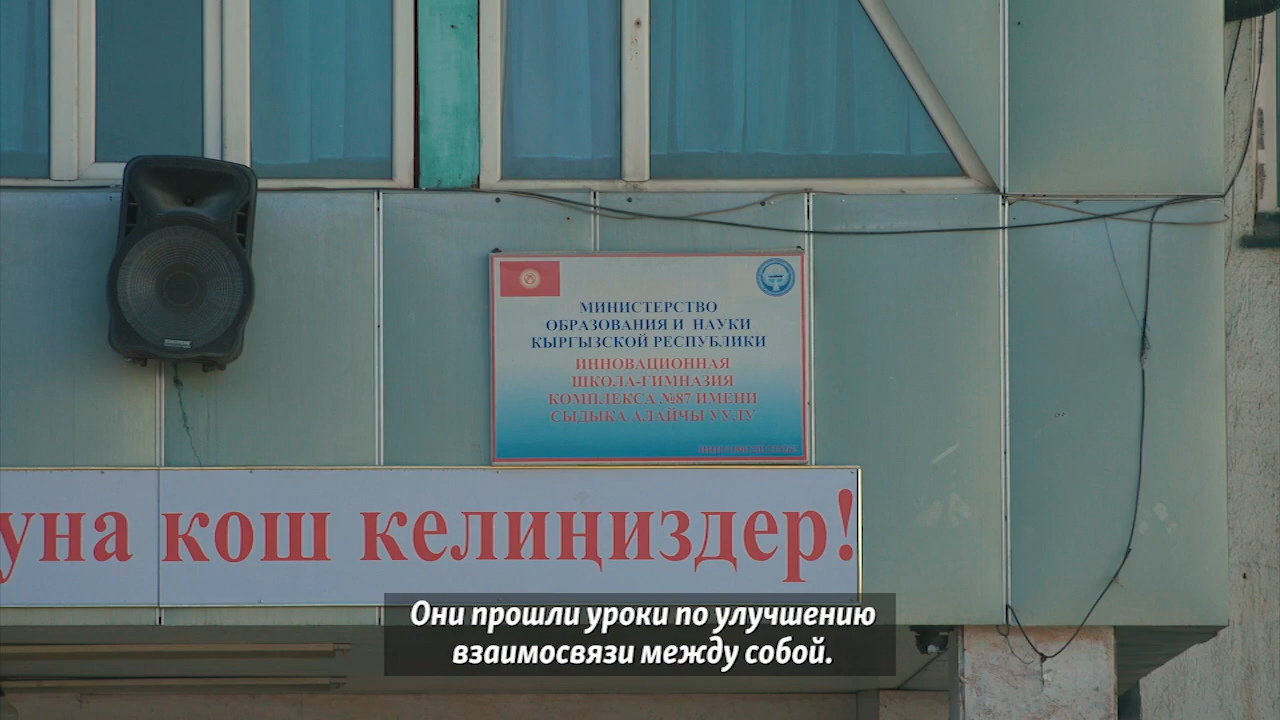 МИНИСТЕРСТВО
ОБРАЗОВАНИЯ И НАУКИ
КЫРГЫЗСКОЙ РЕСПУБЛИКИ
ИННОВАЦИОННАЯ
ШКОЛА-ГИМНАЗИЯ
КОМПЛЕКСА №87 ИМЕНИ
СЫДЫКА АЛАЙЧЫ УУЛУ
уна кош келиңиздер!
Они прошли уроки по улучшению
взаимосвязи между собой.